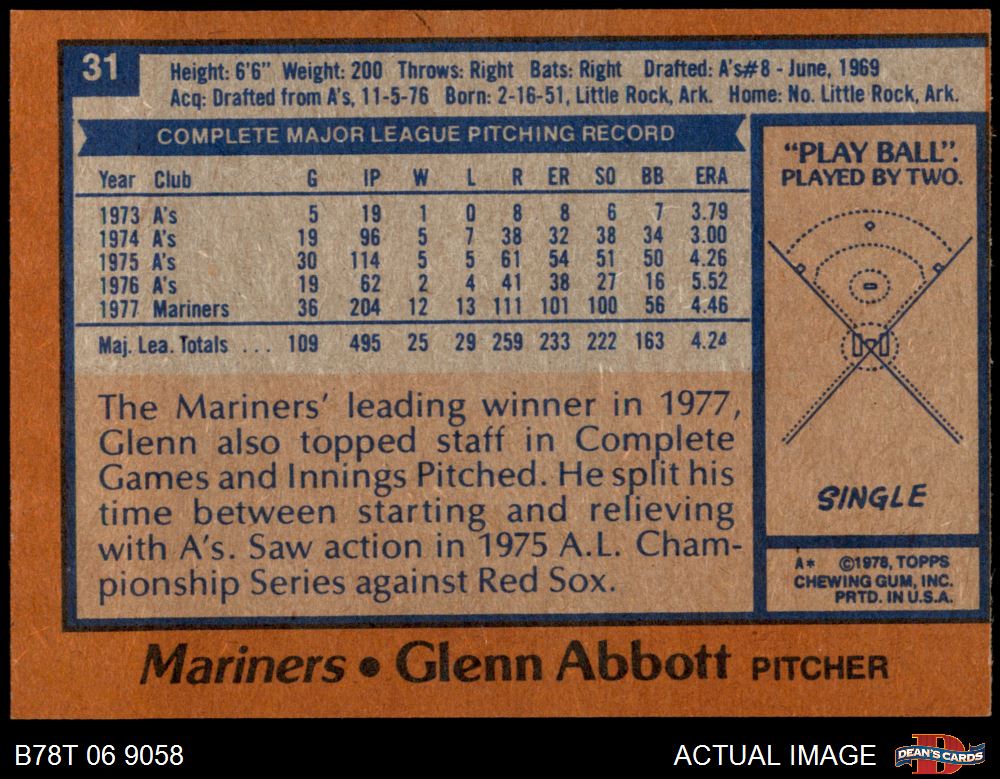 31
Height: 6'6" Weight: 200 Throws: Right Bats: Right Drafted: A's#8 - June, 1969
Acq: Drafted from A's, 11-5-76 Born: 2-16-51, Little Rock, Ark. Home: No. Little Rock, Ark.
COMPLETE MAJOR LEAGUE PITCHING RECORD
Year Club G IP W L R ER SO BB ERA
1973 A's 5 19 1 0 8 8 6 7 3.79
1974 A's 19 96 5 7 38 32 38 34 3.00
1975 A's 30 114 5 5 61 54 51 50 4.26
1976 A's 19 62 2 4 41 38 27 16 5.52
1977 Mariners 36 204 12 13 111 101 100 56 4.46
Maj. Lea. Totals ... 109 495 25 29 259 233 222 163 4.24
The Mariners' leading winner in 1977,
Glenn also topped staff in Complete
Games and Innings Pitched. He split his
time between starting and relieving
with A's. Saw action in 1975 A.L. Cham-
pionship Series against Red Sox.
"PLAY BALL".
PLAYED BY TWO.
SINGLE
A* ©1978, TOPPS
CHEWING GUM, INC.
PRTD. IN U.S.A.
Mariners • Glenn Abbott PITCHER
B78T 06 9058
ACTUAL IMAGE
D
DEAN'S CARDS